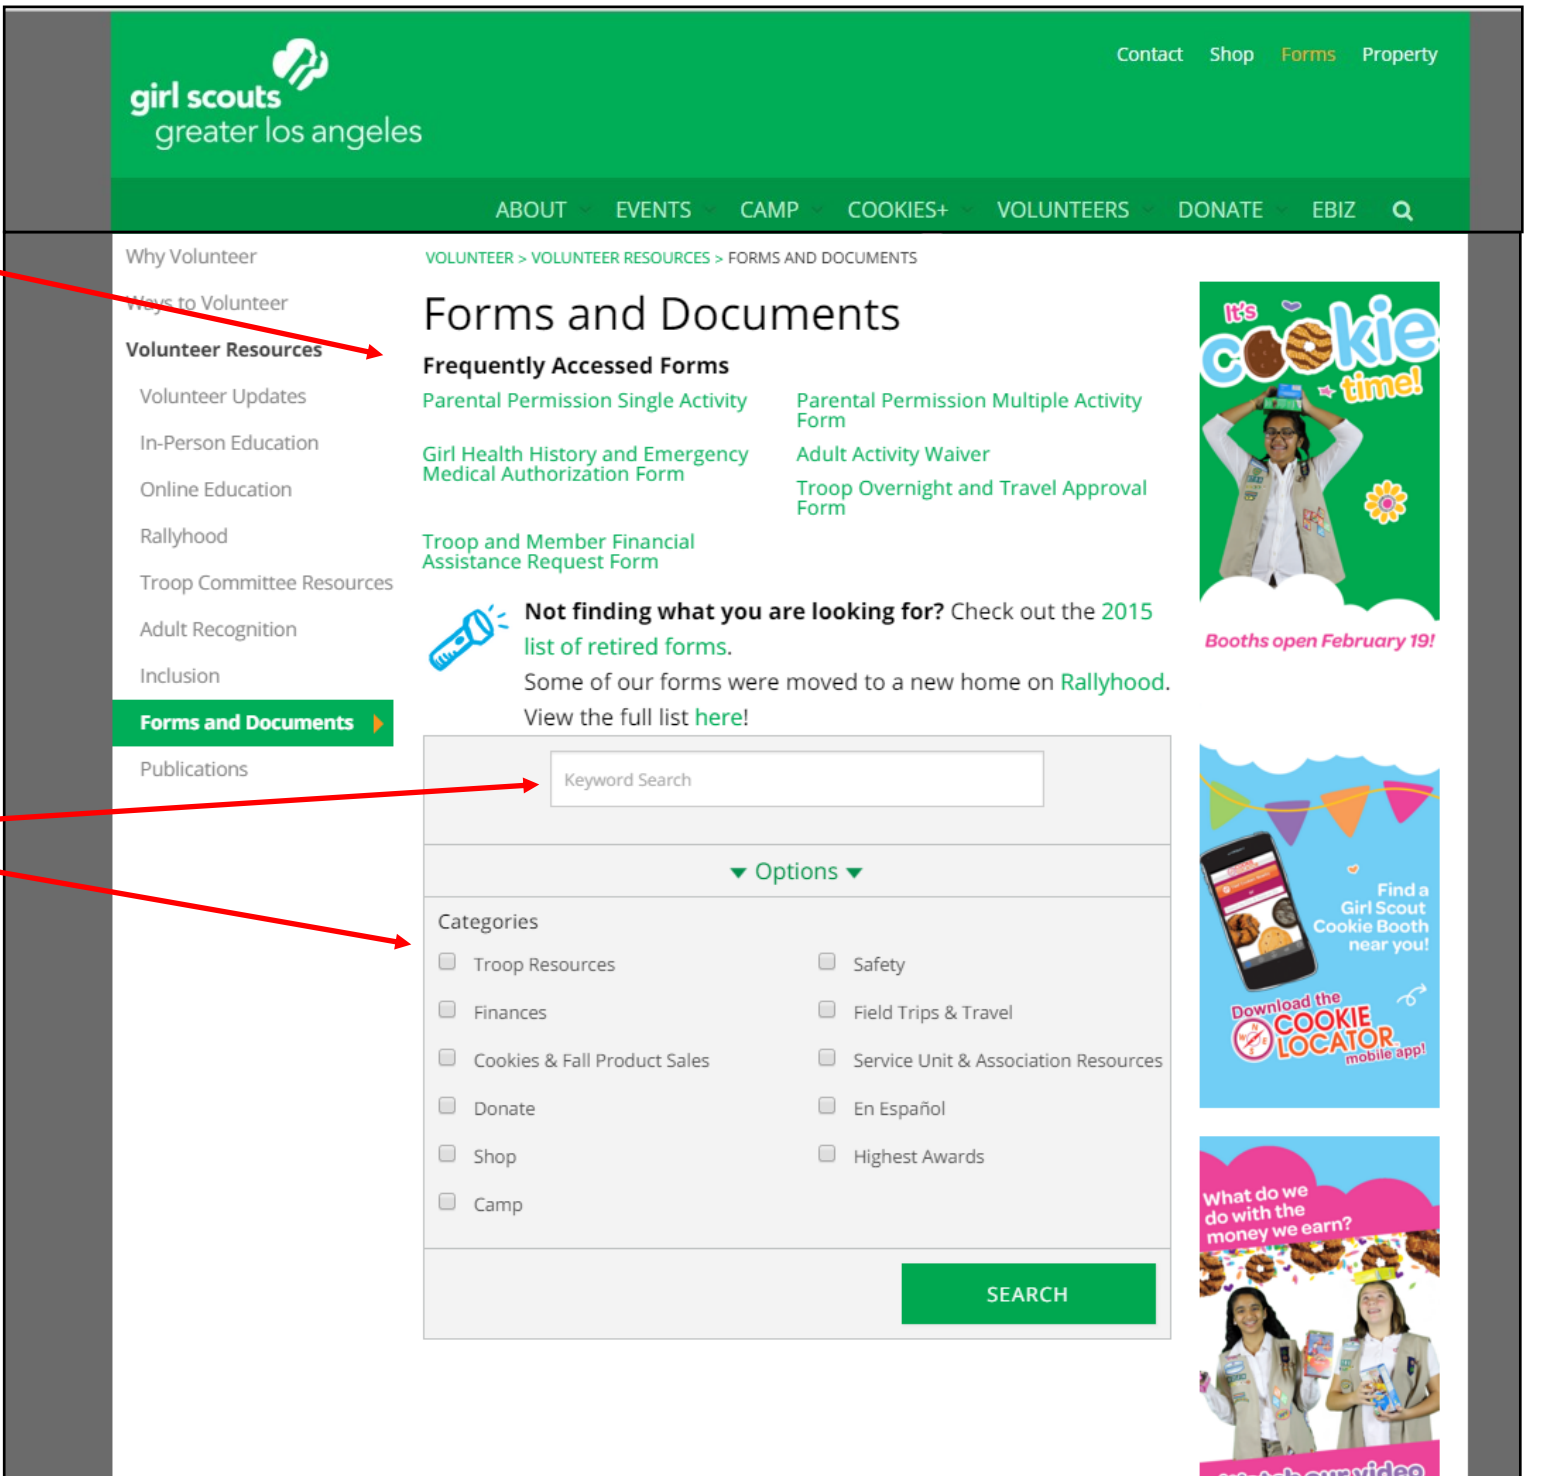 girl scouts
greater los angeles
Contact Shop Forms Property
ABOUT EVENTS CAMP COOKIES+ VOLUNTEERS DONATE EBIZ
Why Volunteer
Ways to Volunteer
Volunteer Resources
Volunteer Updates
In-Person Education
Online Education
Rallyhood
Troop Committee Resources
Adult Recognition
Inclusion
Forms and Documents
Publications
VOLUNTEER > VOLUNTEER RESOURCES > FORMS AND DOCUMENTS
Forms and Documents
Frequently Accessed Forms
Parental Permission Single Activity
Parental Permission Multiple Activity
Form
Girl Health History and Emergency
Medical Authorization Form
Adult Activity Waiver
Troop Overnight and Travel Approval
Form
Troop and Member Financial
Assistance Request Form
Not finding what you are looking for? Check out the 2015
list of retired forms.
Some of our forms were moved to a new home on Rallyhood.
View the full list here!
Keyword Search
Options
Categories
Troop Resources
Safety
Finances
Field Trips & Travel
Cookies & Fall Product Sales
Service Unit & Association Resources
Donate
En Español
Shop
Highest Awards
Camp
SEARCH
It's
cookie
time!
Booths open February 19!
Find a
Girl Scout
Cookie Booth
near you!
Download the
COOKIE
LOCATOR
mobile app!
What do we
do with the
money we earn?
our video